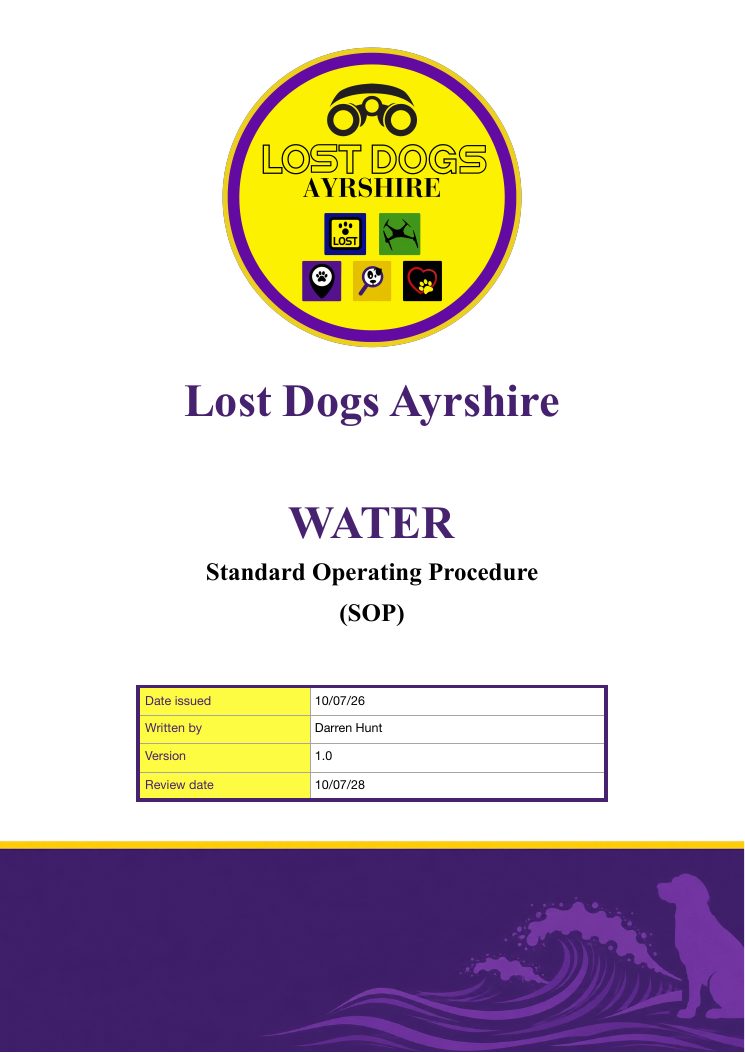 LOST DOGS
AYRSHIRE
LOST
Lost Dogs Ayrshire
WATER
Standard Operating Procedure
(SOP)
Date issued 10/07/26
Written by Darren Hunt
Version 1.0
Review date 10/07/28